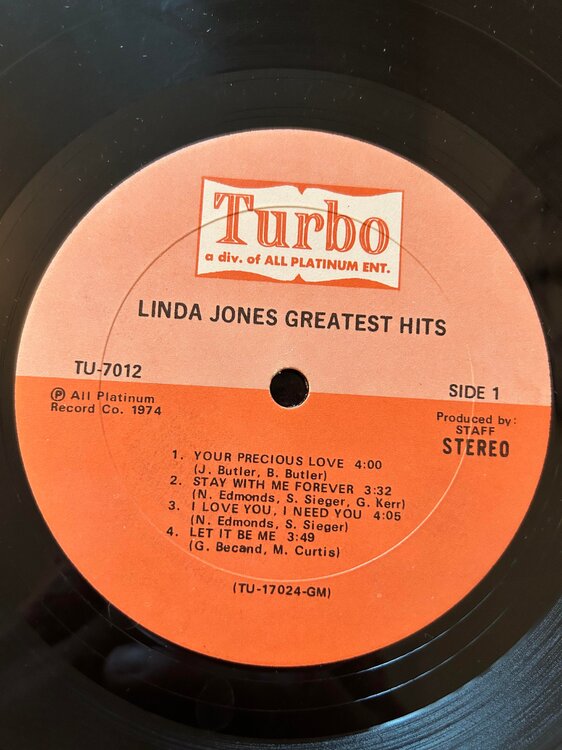 Turbo
a div. of ALL PLATINUM ENT.
LINDA JONES GREATEST HITS
TU-7012
SIDE 1
Ⓟ All Platinum
Record Co. 1974
Produced by:
STAFF
STEREO
1. YOUR PRECIOUS LOVE 4:00
(J. Butler, B. Butler)
2. STAY WITH ME FOREVER 3:32
(N. Edmonds, S. Sieger, G. Kerr)
3. I LOVE YOU, I NEED YOU 4:05
(N. Edmonds, S. Sieger)
4. LET IT BE ME 3:49
(G. Becand, M. Curtis)
(TU-17024-GM)